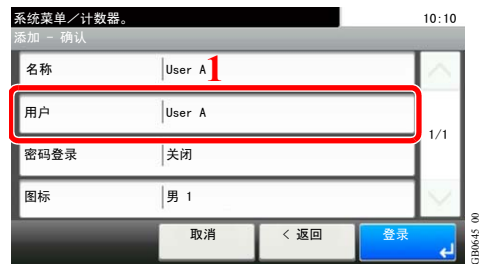 系统菜单／计数器。 10:10
添加 - 确认
名称 User A 1
用户 User A
1/1
密码登录 关闭
图标 男 1
取消 < 返回 登录
GB0645_00